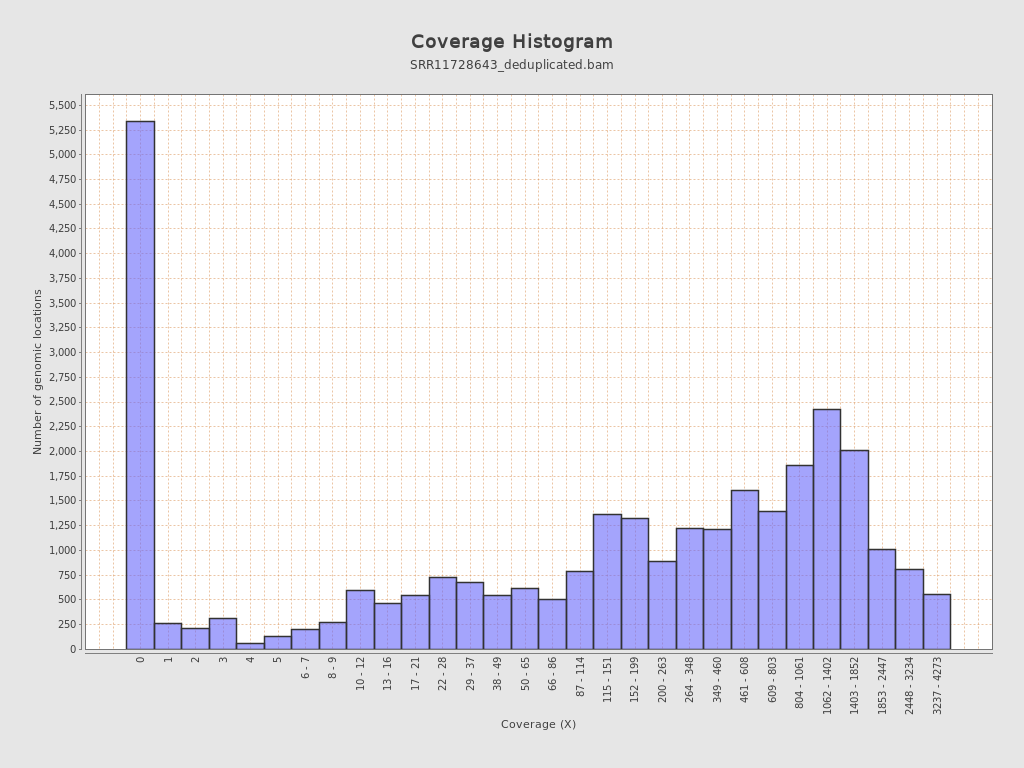 Coverage Histogram
SRR11728643_deduplicated.bam
Number of genomic locations
5,500
5,250
5,000
4,750
4,500
4,250
4,000
3,750
3,500
3,250
3,000
2,750
2,500
2,250
2,000
1,750
1,500
1,250
1,000
750
500
250
0
0
1
2
3
4
5
6 - 7
8 - 9
10 - 12
13 - 16
17 - 21
22 - 28
29 - 37
38 - 49
50 - 65
66 - 86
87 - 114
115 - 151
152 - 199
200 - 263
264 - 348
349 - 460
461 - 608
609 - 803
804 - 1061
1062 - 1402
1403 - 1852
1853 - 2447
2448 - 3234
3237 - 4273
Coverage (X)